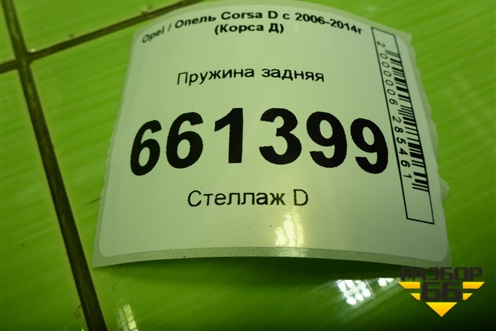 Opel / Опель Corsa D с 2006-2014г
(Корса Д)
Пружина задняя
661399
Стеллаж D
2000006285461
РАЗБОР
66